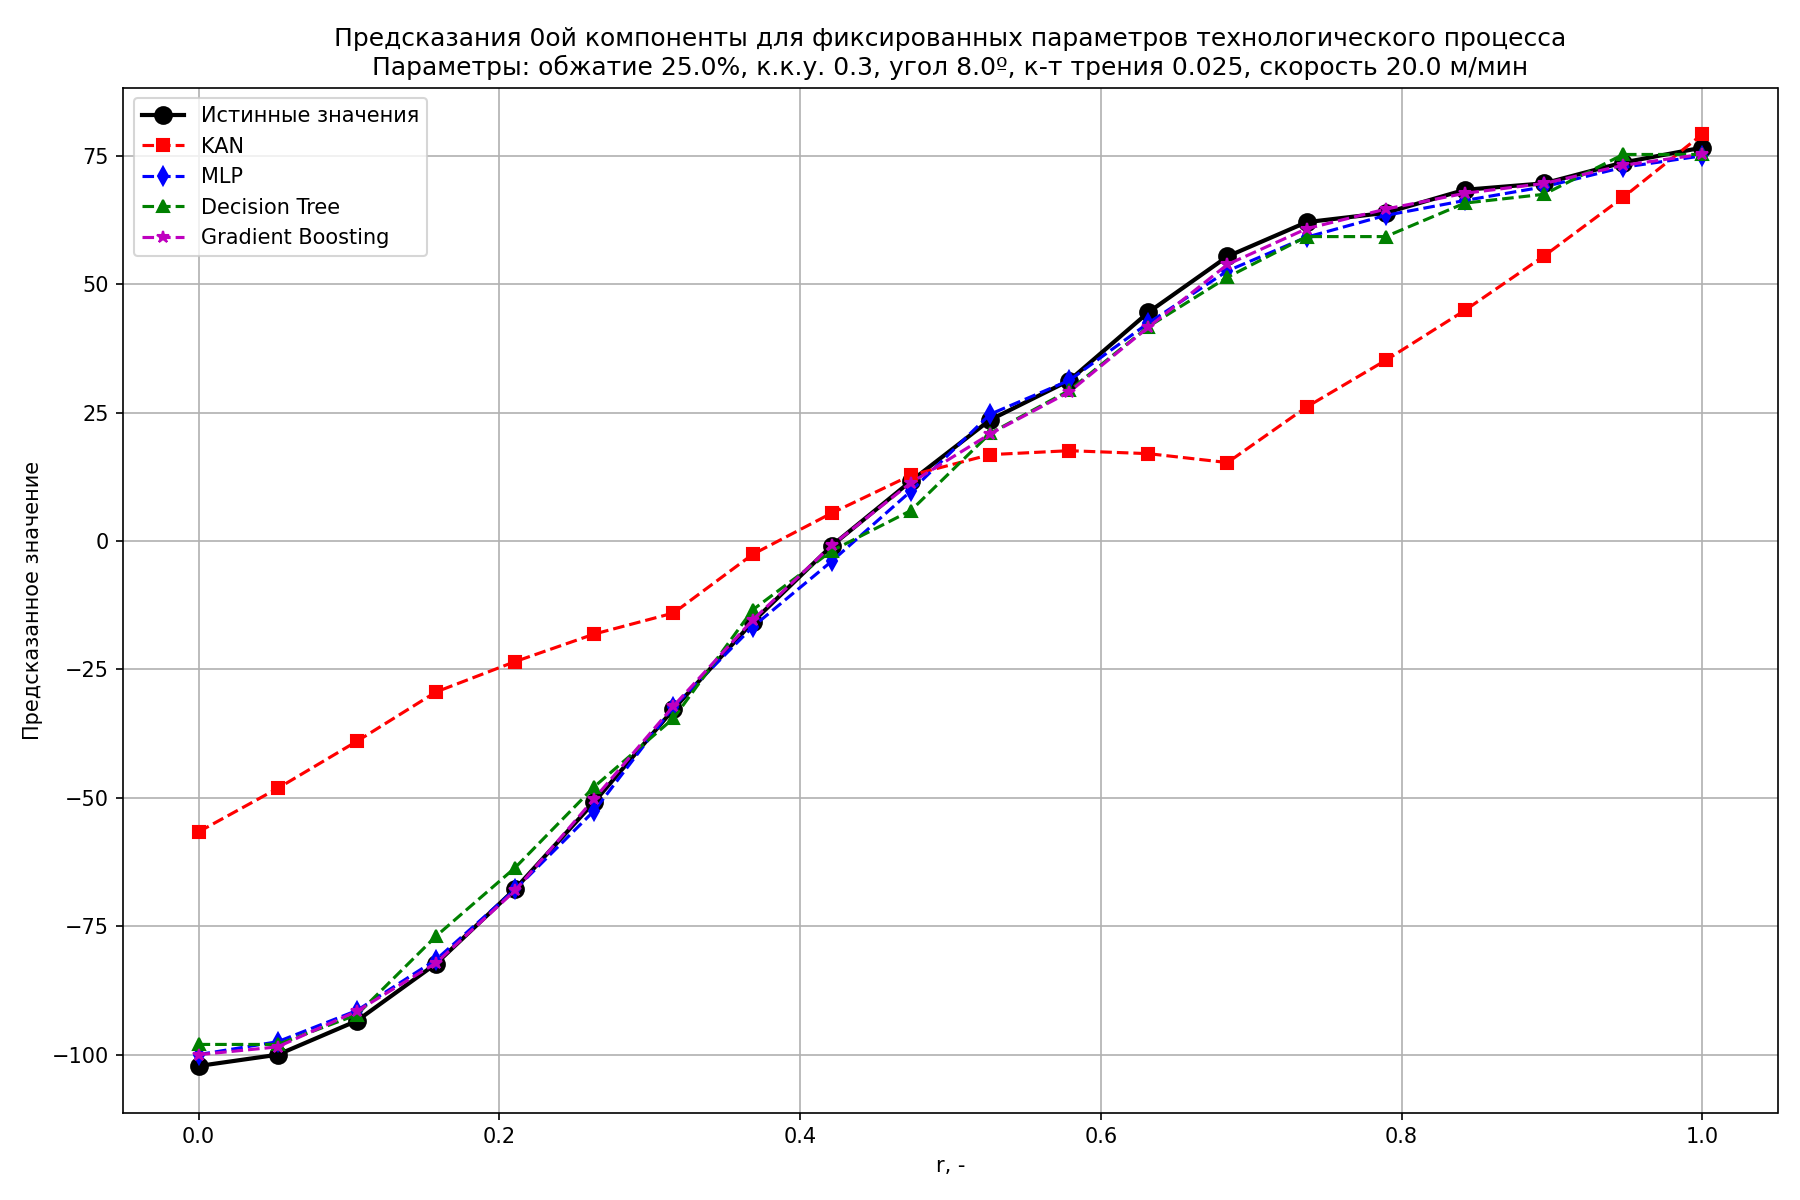 Предсказания 0ой компоненты для фиксированных параметров технологического процесса
Параметры: обжатие 25.0%, к.к.у. 0.3, угол 8.0º, к-т трения 0.025, скорость 20.0 м/мин
Истинные значения
KAN
MLP
Decision Tree
Gradient Boosting
Предсказанное значение
75
50
25
0
−25
−50
−75
−100
0.0 0.2 0.4 0.6 0.8 1.0
r, -